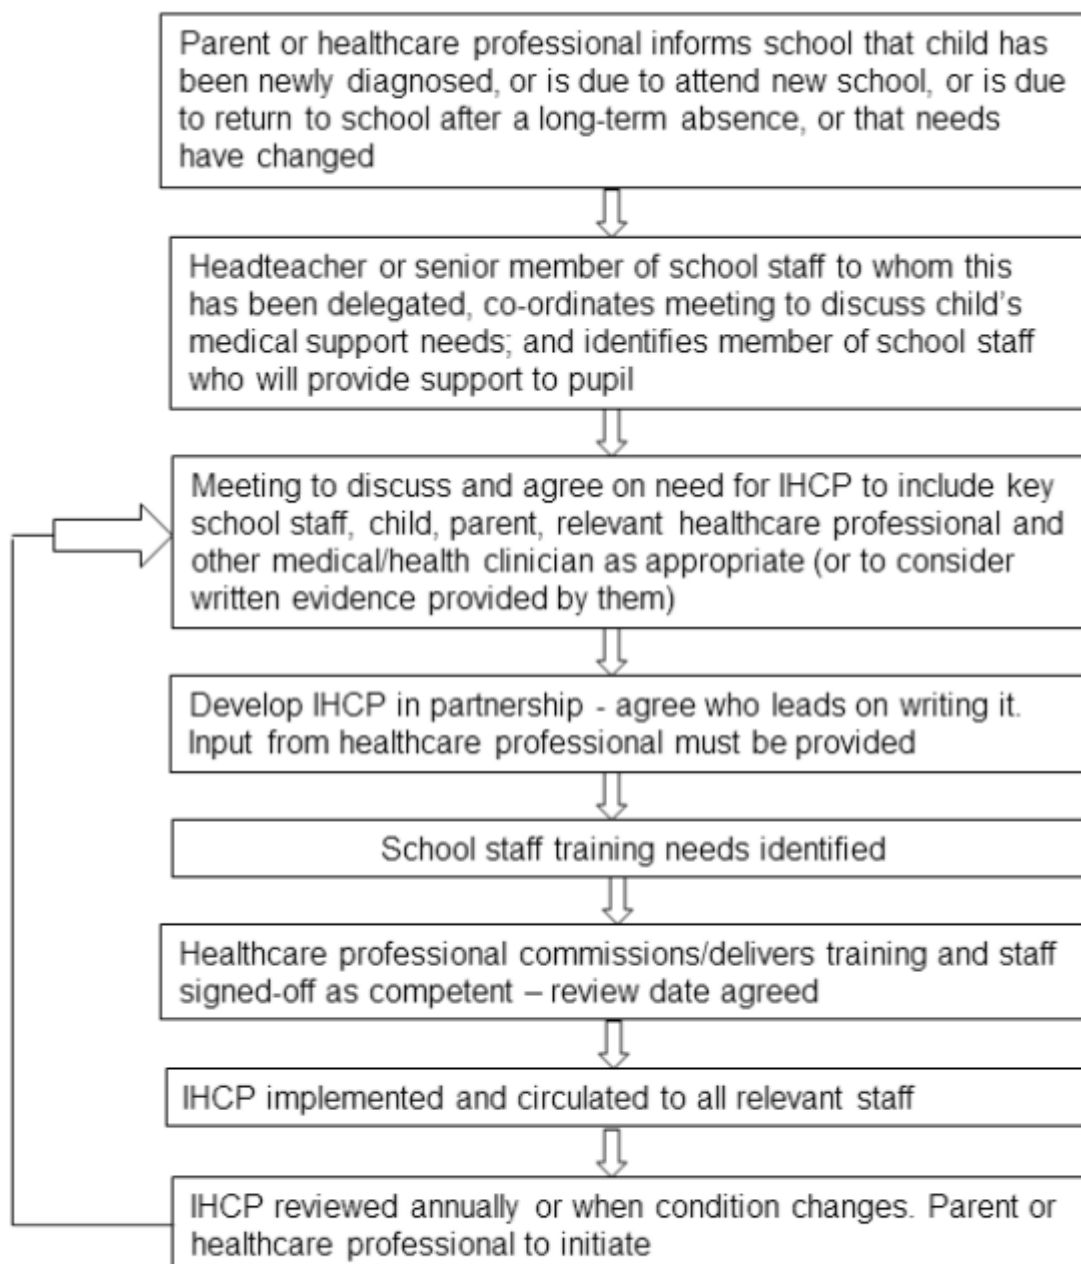 Parent or healthcare professional informs school that child has
been newly diagnosed, or is due to attend new school, or is due
to return to school after a long-term absence, or that needs
have changed
Headteacher or senior member of school staff to whom this
has been delegated, co-ordinates meeting to discuss child's
medical support needs; and identifies member of school staff
who will provide support to pupil
Meeting to discuss and agree on need for IHCP to include key
school staff, child, parent, relevant healthcare professional and
other medical/health clinician as appropriate (or to consider
written evidence provided by them)
Develop IHCP in partnership - agree who leads on writing it.
Input from healthcare professional must be provided
School staff training needs identified
Healthcare professional commissions/delivers training and staff
signed-off as competent – review date agreed
IHCP implemented and circulated to all relevant staff
IHCP reviewed annually or when condition changes. Parent or
healthcare professional to initiate